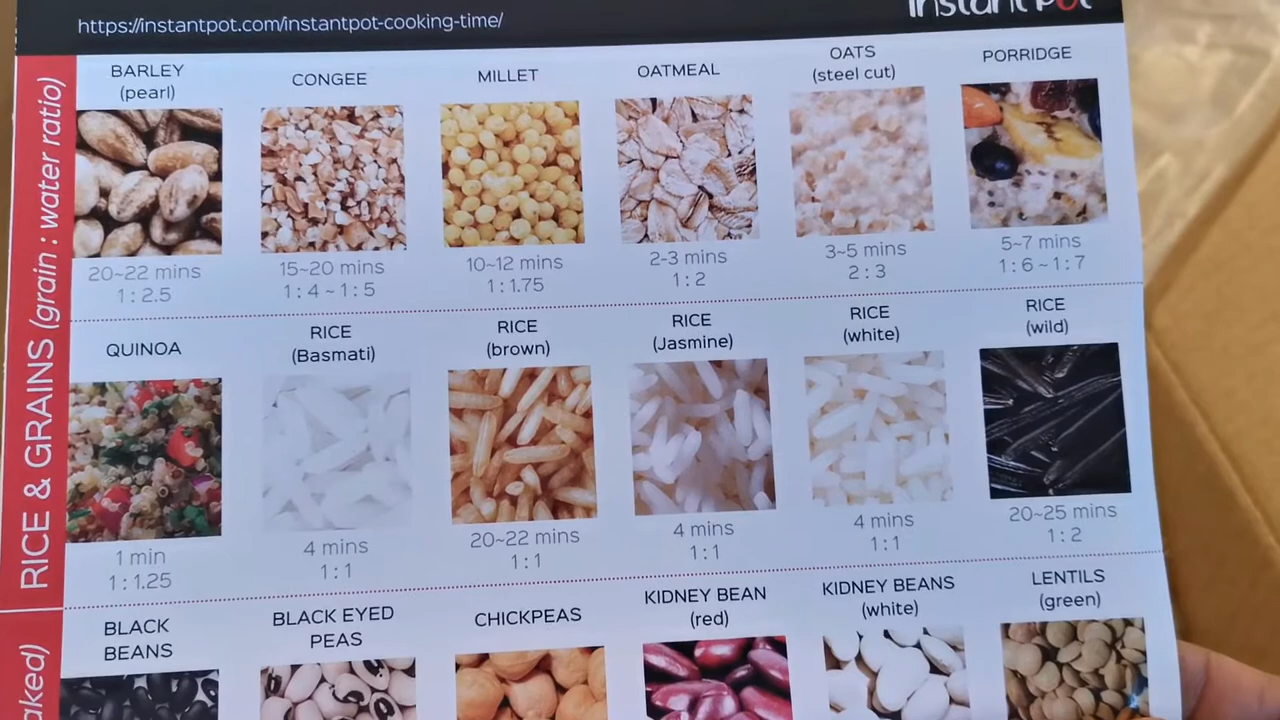 https://instantpot.com/instantpot-cooking-time/
Instant Pot
RICE & GRAINS (grain : water ratio)
BARLEY
(pearl)
20~22 mins
1 : 2.5
CONGEE
15~20 mins
1 : 4 ~ 1 : 5
MILLET
10~12 mins
1 : 1.75
OATMEAL
2-3 mins
1 : 2
OATS
(steel cut)
3~5 mins
2 : 3
PORRIDGE
5~7 mins
1 : 6 ~ 1 : 7
QUINOA
1 min
1 : 1.25
RICE
(Basmati)
4 mins
1 : 1
RICE
(brown)
20~22 mins
1 : 1
RICE
(Jasmine)
4 mins
1 : 1
RICE
(white)
4 mins
1 : 1
RICE
(wild)
20~25 mins
1 : 2
BLACK
BEANS
BLACK EYED
PEAS
CHICKPEAS
KIDNEY BEAN
(red)
KIDNEY BEANS
(white)
LENTILS
(green)